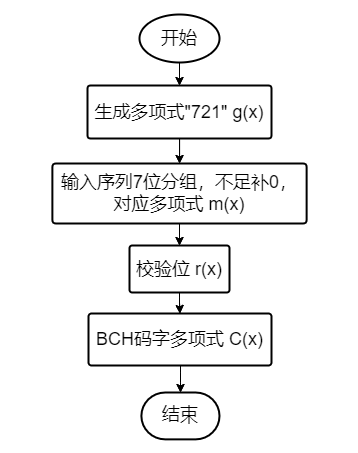 开始
生成多项式"721" g(x)
输入序列7位分组，不足补0，
对应多项式 m(x)
校验位 r(x)
BCH码字多项式 C(x)
结束